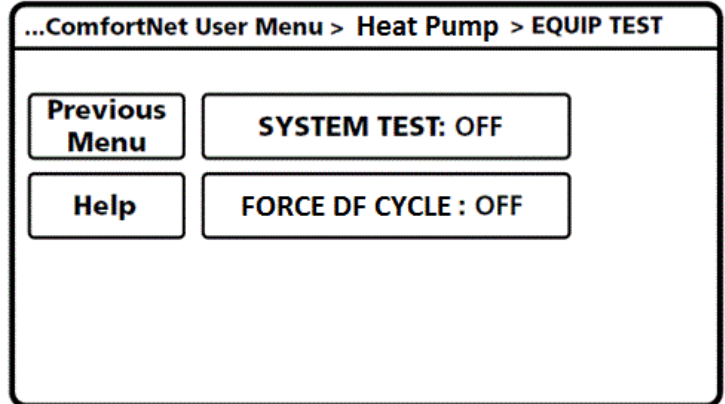 ...ComfortNet User Menu > Heat Pump > EQUIP TEST
Previous
Menu
SYSTEM TEST: OFF
Help
FORCE DF CYCLE : OFF